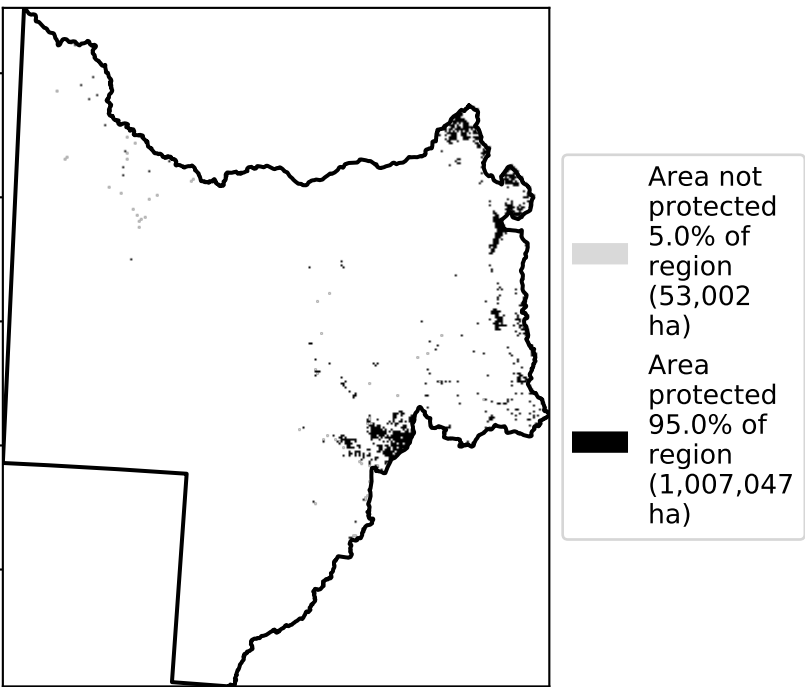 Area not
protected
5.0% of
region
(53,002
ha)
Area
protected
95.0% of
region
(1,007,047
ha)